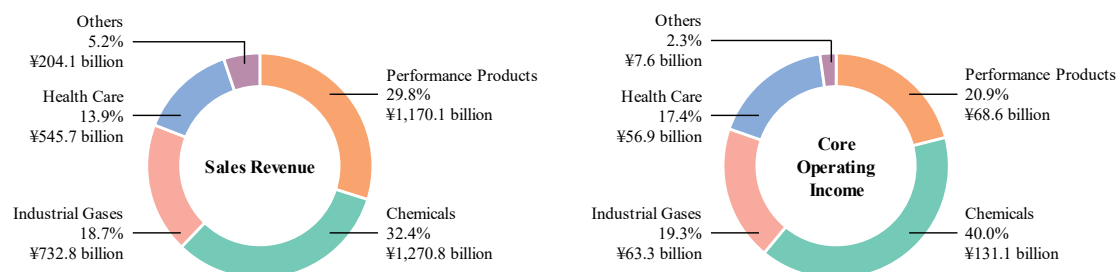 Others
5.2%
¥204.1 billion
Health Care
13.9%
¥545.7 billion
Industrial Gases
18.7%
¥732.8 billion
Sales Revenue
Performance Products
29.8%
¥1,170.1 billion
Chemicals
32.4%
¥1,270.8 billion
Others
2.3%
¥7.6 billion
Health Care
17.4%
¥56.9 billion
Industrial Gases
19.3%
¥63.3 billion
Core
Operating
Income
Performance Products
20.9%
¥68.6 billion
Chemicals
40.0%
¥131.1 billion